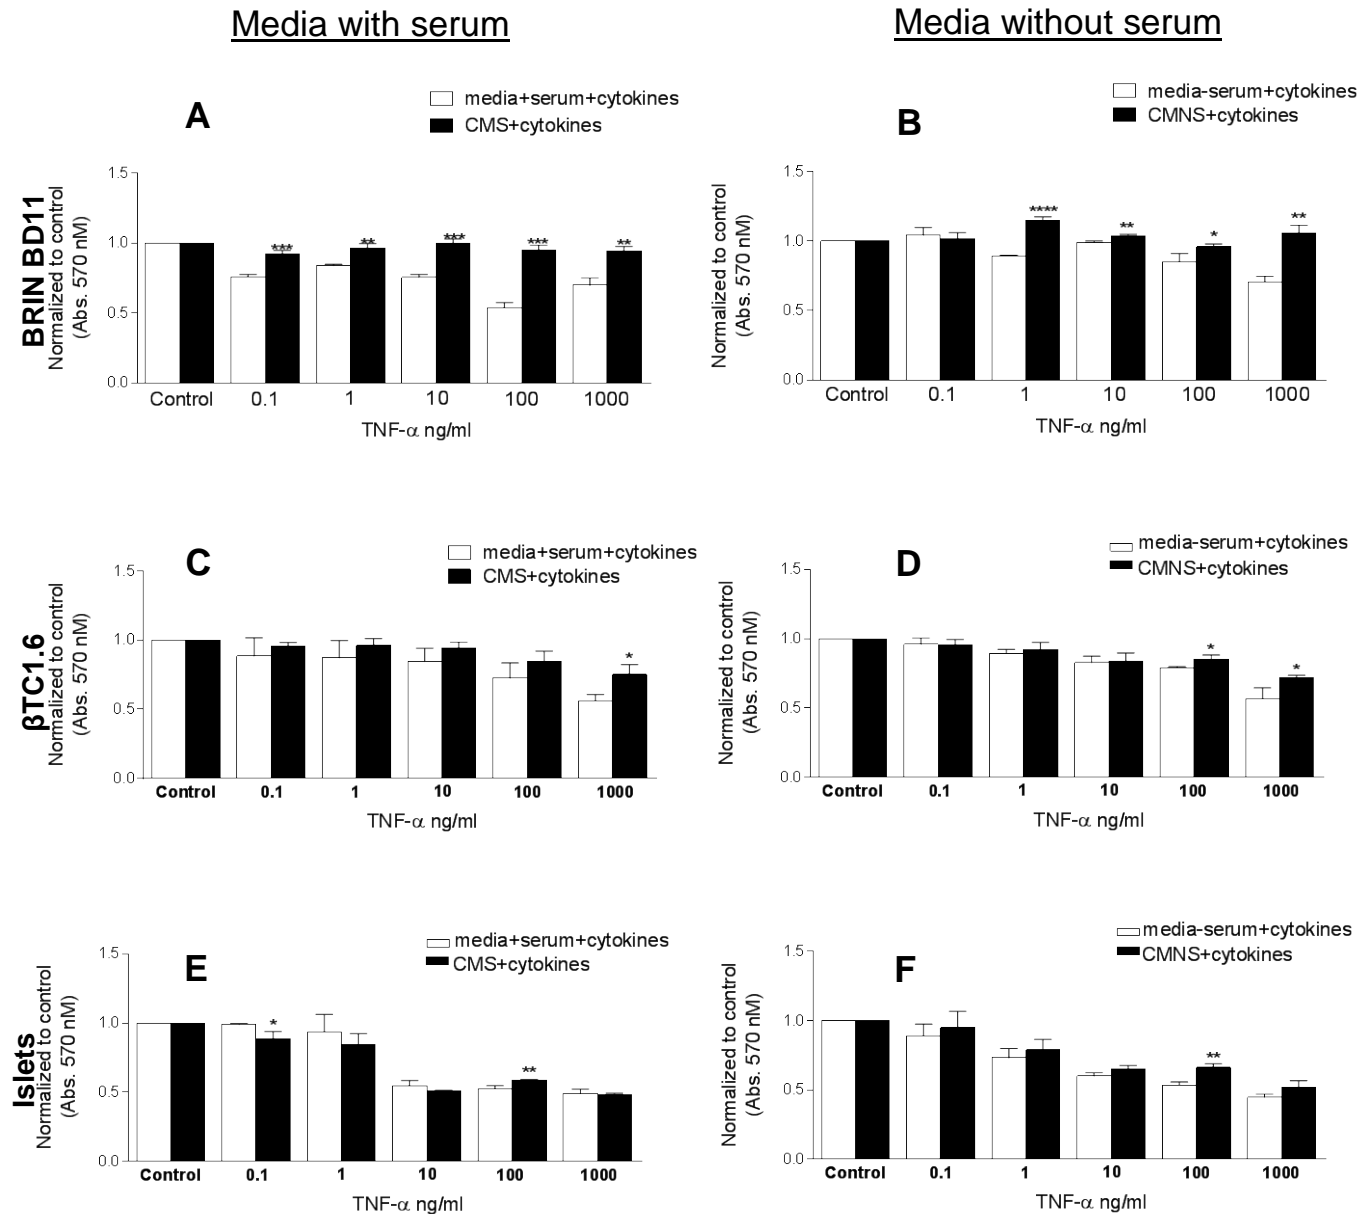 Media with serum
Media without serum
A
media+serum+cytokines
CMS+cytokines
BRIN BD11
Normalized to control
(Abs. 570 nM)
1.5
1.0
0.5
0.0
***
**
***
***
**
Control 0.1 1 10 100 1000
TNF-α ng/ml
B
media-serum+cytokines
CMNS+cytokines
Normalized to control
(Abs. 570 nM)
1.5
1.0
0.5
0.0
****
**
*
**
Control 0.1 1 10 100 1000
TNF-α ng/ml
C
media+serum+cytokines
CMS+cytokines
βTC1.6
Normalized to control
(Abs. 570 nM)
1.5
1.0
0.5
0.0
*
Control 0.1 1 10 100 1000
TNF-α ng/ml
D
media-serum+cytokines
CMNS+cytokines
Normalized to control
(Abs. 570 nM)
1.5
1.0
0.5
0.0
*
*
Control 0.1 1 10 100 1000
TNF-α ng/ml
E
media+serum+cytokines
CMS+cytokines
Islets
Normalized to control
(Abs. 570 nM)
1.5
1.0
0.5
0.0
*
**
Control 0.1 1 10 100 1000
TNF-α ng/ml
F
media-serum+cytokines
CMNS+cytokines
Normalized to control
(Abs. 570 nM)
1.5
1.0
0.5
0.0
**
Control 0.1 1 10 100 1000
TNF-α ng/ml